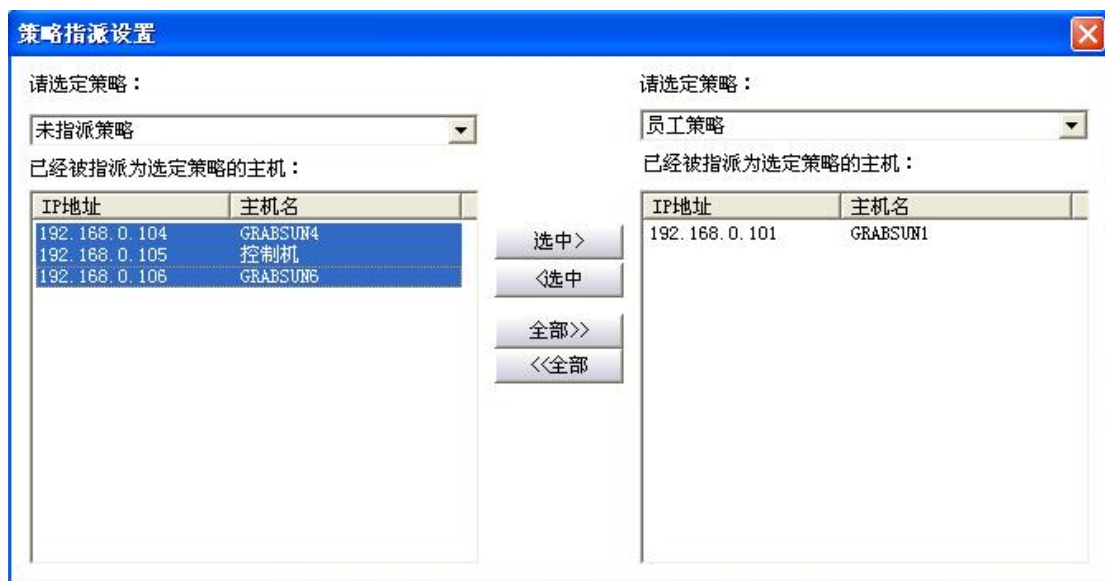 策略指派设置
请选定策略：
未指派策略
已经被指派为选定策略的主机：
IP地址 主机名
192.168.0.104 GRABSUN4
192.168.0.105 控制机
192.168.0.106 GRABSUN6
选中>
<选中
全部>>
<<全部
请选定策略：
员工策略
已经被指派为选定策略的主机：
IP地址 主机名
192.168.0.101 GRABSUN1